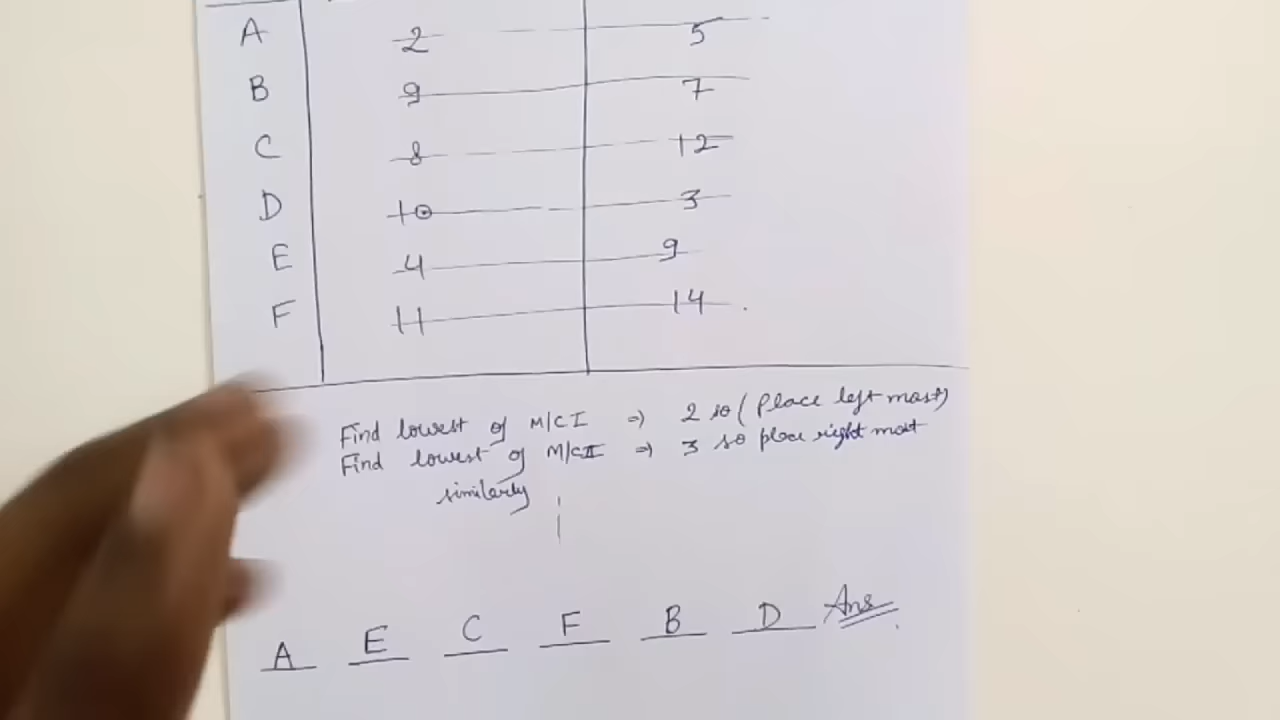 A 2 5
B 9 7
C 8 12
D 10 3
E 4 9
F 11 14
Find lowest of M/C I ⇒ 2 so (Place left most)
Find lowest of M/C II ⇒ 3 so place right most
similarly
A E C F B D Ans